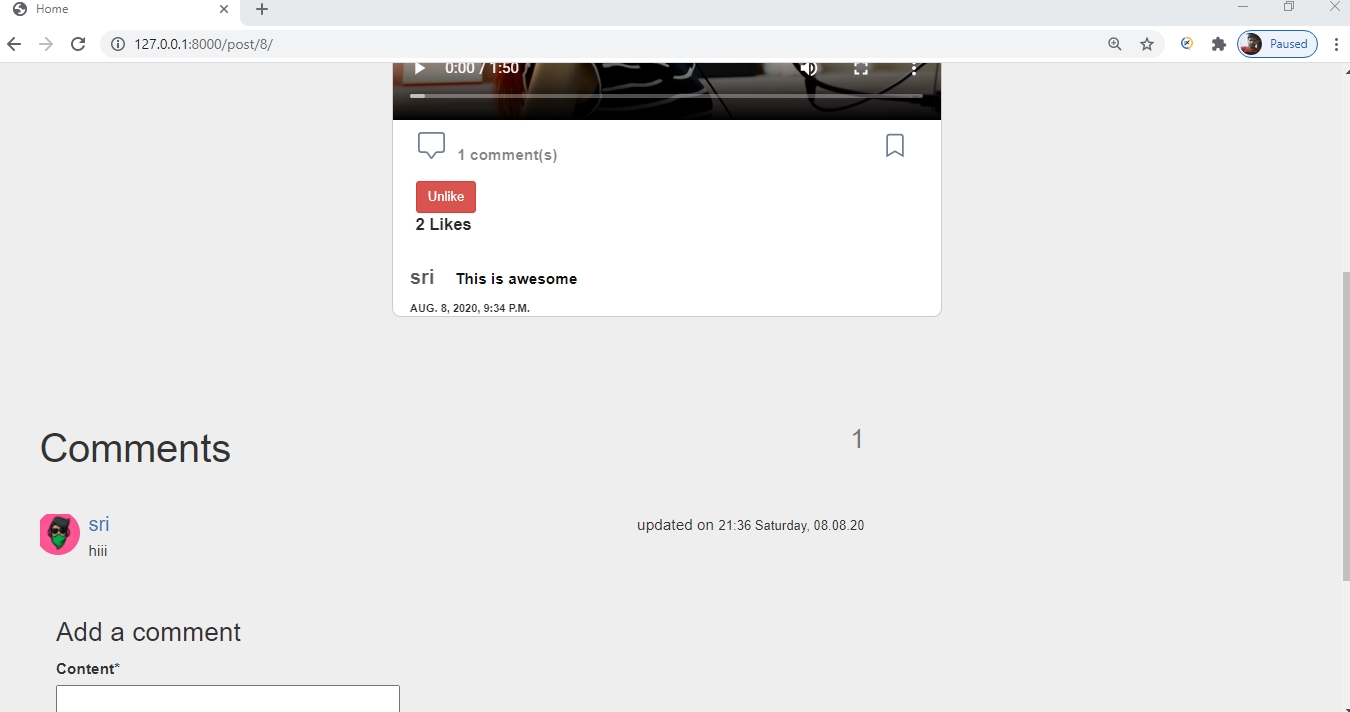 Home
127.0.0.1:8000/post/8/
Paused
0:00 / 1:50
1 comment(s)
Unlike
2 Likes
sri This is awesome
AUG. 8, 2020, 9:34 P.M.
Comments 1
sri updated on 21:36 Saturday, 08.08.20
hiii
Add a comment
Content*